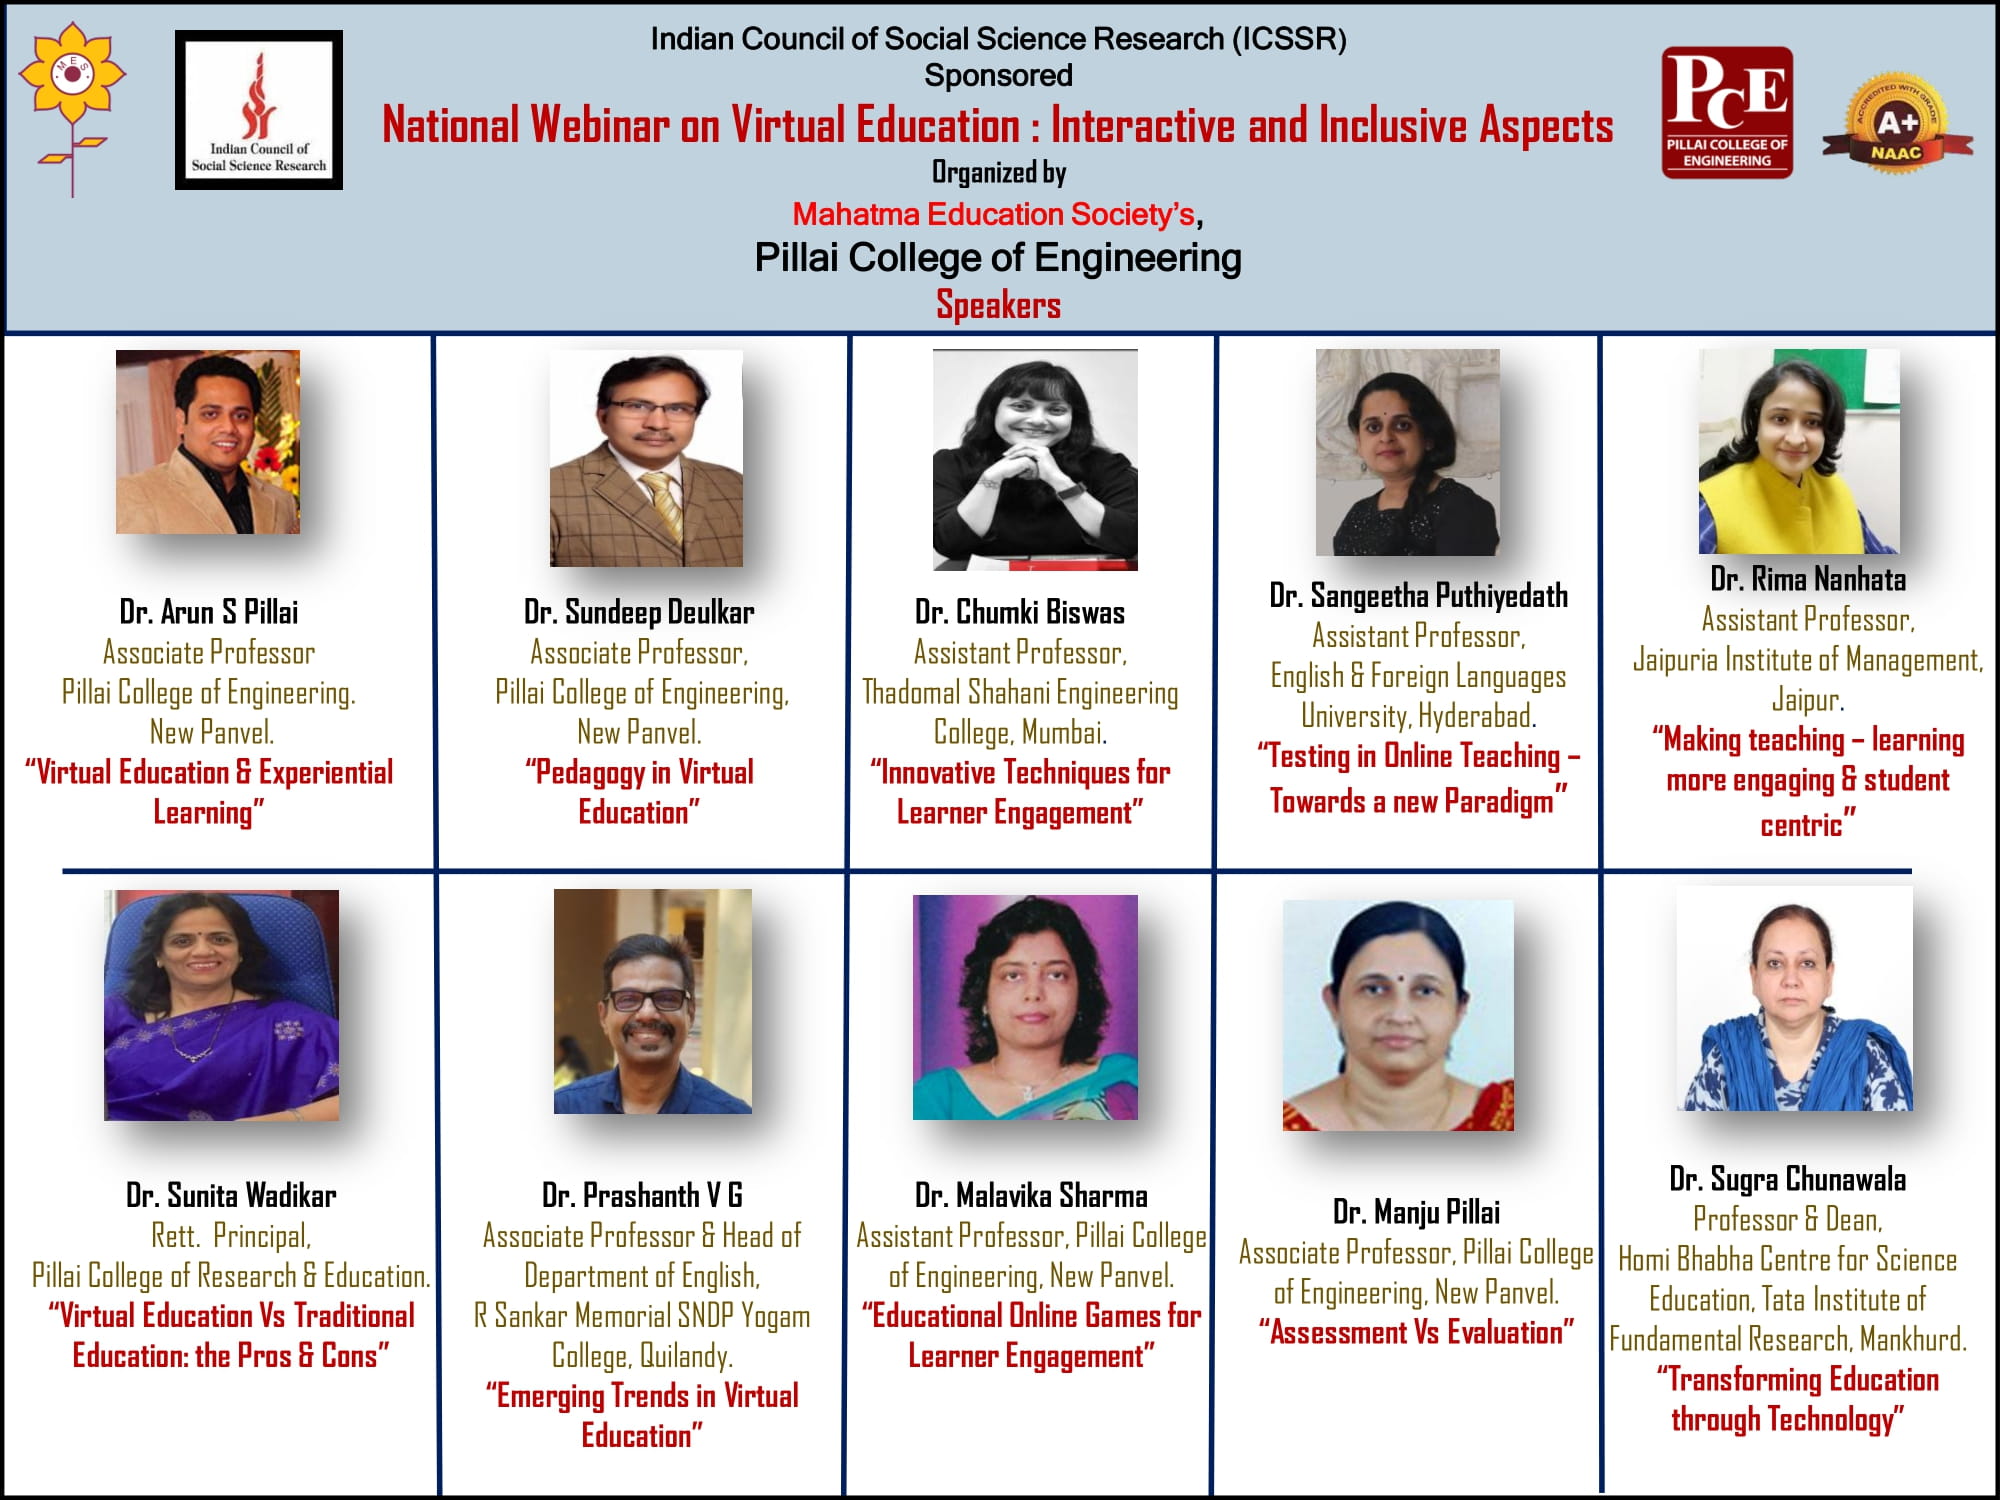 MES
Indian Council of
Social Science Research
Indian Council of Social Science Research (ICSSR)
Sponsored
National Webinar on Virtual Education : Interactive and Inclusive Aspects
Organized by
Mahatma Education Society's,
Pillai College of Engineering
Speakers
PCE
PILLAI COLLEGE OF
ENGINEERING
ACCREDITED WITH GRADE
A+
NAAC
Dr. Arun S Pillai
Associate Professor
Pillai College of Engineering.
New Panvel.
“Virtual Education & Experiential
Learning”
Dr. Sundeep Deulkar
Associate Professor,
Pillai College of Engineering,
New Panvel.
“Pedagogy in Virtual
Education”
Dr. Chumki Biswas
Assistant Professor,
Thadomal Shahani Engineering
College, Mumbai.
“Innovative Techniques for
Learner Engagement”
Dr. Sangeetha Puthiyedath
Assistant Professor,
English & Foreign Languages
University, Hyderabad.
“Testing in Online Teaching –
Towards a new Paradigm”
Dr. Rima Nanhata
Assistant Professor,
Jaipuria Institute of Management,
Jaipur.
“Making teaching – learning
more engaging & student
centric”
Dr. Sunita Wadikar
Rett. Principal,
Pillai College of Research & Education.
“Virtual Education Vs Traditional
Education: the Pros & Cons”
Dr. Prashanth V G
Associate Professor & Head of
Department of English,
R Sankar Memorial SNDP Yogam
College, Quilandy.
“Emerging Trends in Virtual
Education”
Dr. Malavika Sharma
Assistant Professor, Pillai College
of Engineering, New Panvel.
“Educational Online Games for
Learner Engagement”
Dr. Manju Pillai
Associate Professor, Pillai College
of Engineering, New Panvel.
“Assessment Vs Evaluation”
Dr. Sugra Chunawala
Professor & Dean,
Homi Bhabha Centre for Science
Education, Tata Institute of
Fundamental Research, Mankhurd.
“Transforming Education
through Technology”